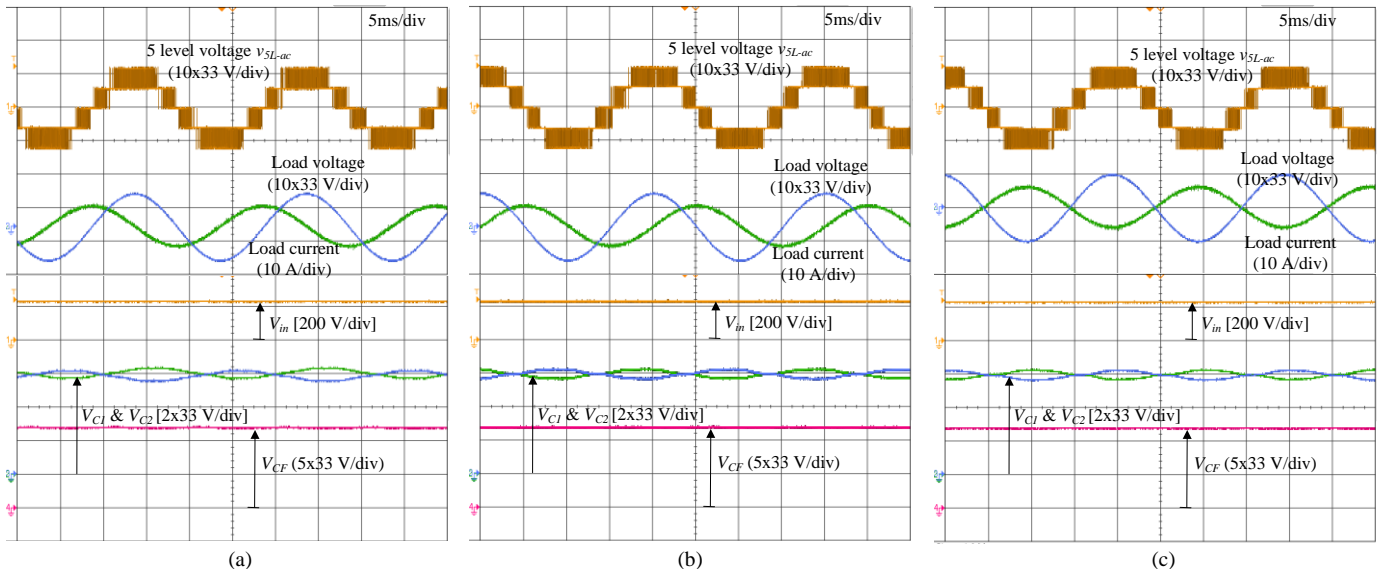 5ms/div
5 level voltage v5L-ac
(10x33 V/div)
Load voltage
(10x33 V/div)
Load current
(10 A/div)
Vin [200 V/div]
VC1 & VC2 [2x33 V/div]
VCF (5x33 V/div)
(a)
5ms/div
5 level voltage v5L-ac
(10x33 V/div)
Load voltage
(10x33 V/div)
Load current
(10 A/div)
Vin [200 V/div]
VC1 & VC2 [2x33 V/div]
VCF (5x33 V/div)
(b)
5ms/div
5 level voltage v5L-ac
(10x33 V/div)
Load voltage
(10x33 V/div)
Load current
(10 A/div)
Vin [200 V/div]
VC1 & VC2 [2x33 V/div]
VCF (5x33 V/div)
(c)